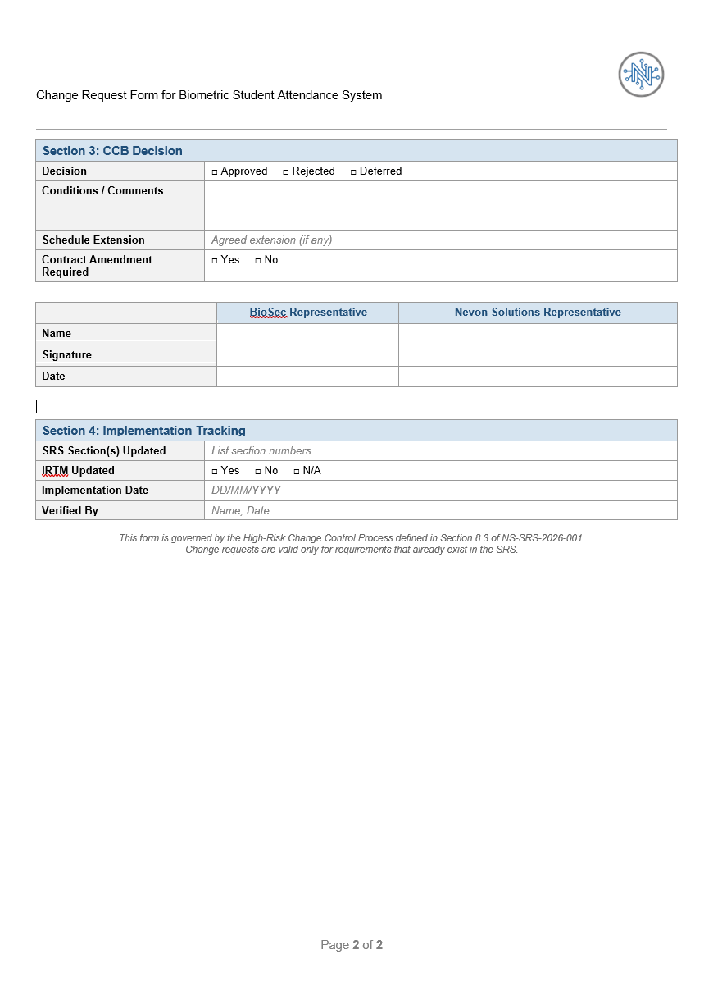 Change Request Form for Biometric Student Attendance System
Section 3: CCB Decision
Decision
□ Approved □ Rejected □ Deferred
Conditions / Comments
Schedule Extension
Agreed extension (if any)
Contract Amendment
Required
□ Yes □ No
BioSec Representative
Nevon Solutions Representative
Name
Signature
Date
Section 4: Implementation Tracking
SRS Section(s) Updated
List section numbers
iRTM Updated
□ Yes □ No □ N/A
Implementation Date
DD/MM/YYYY
Verified By
Name, Date
This form is governed by the High-Risk Change Control Process defined in Section 8.3 of NS-SRS-2026-001.
Change requests are valid only for requirements that already exist in the SRS.
Page 2 of 2